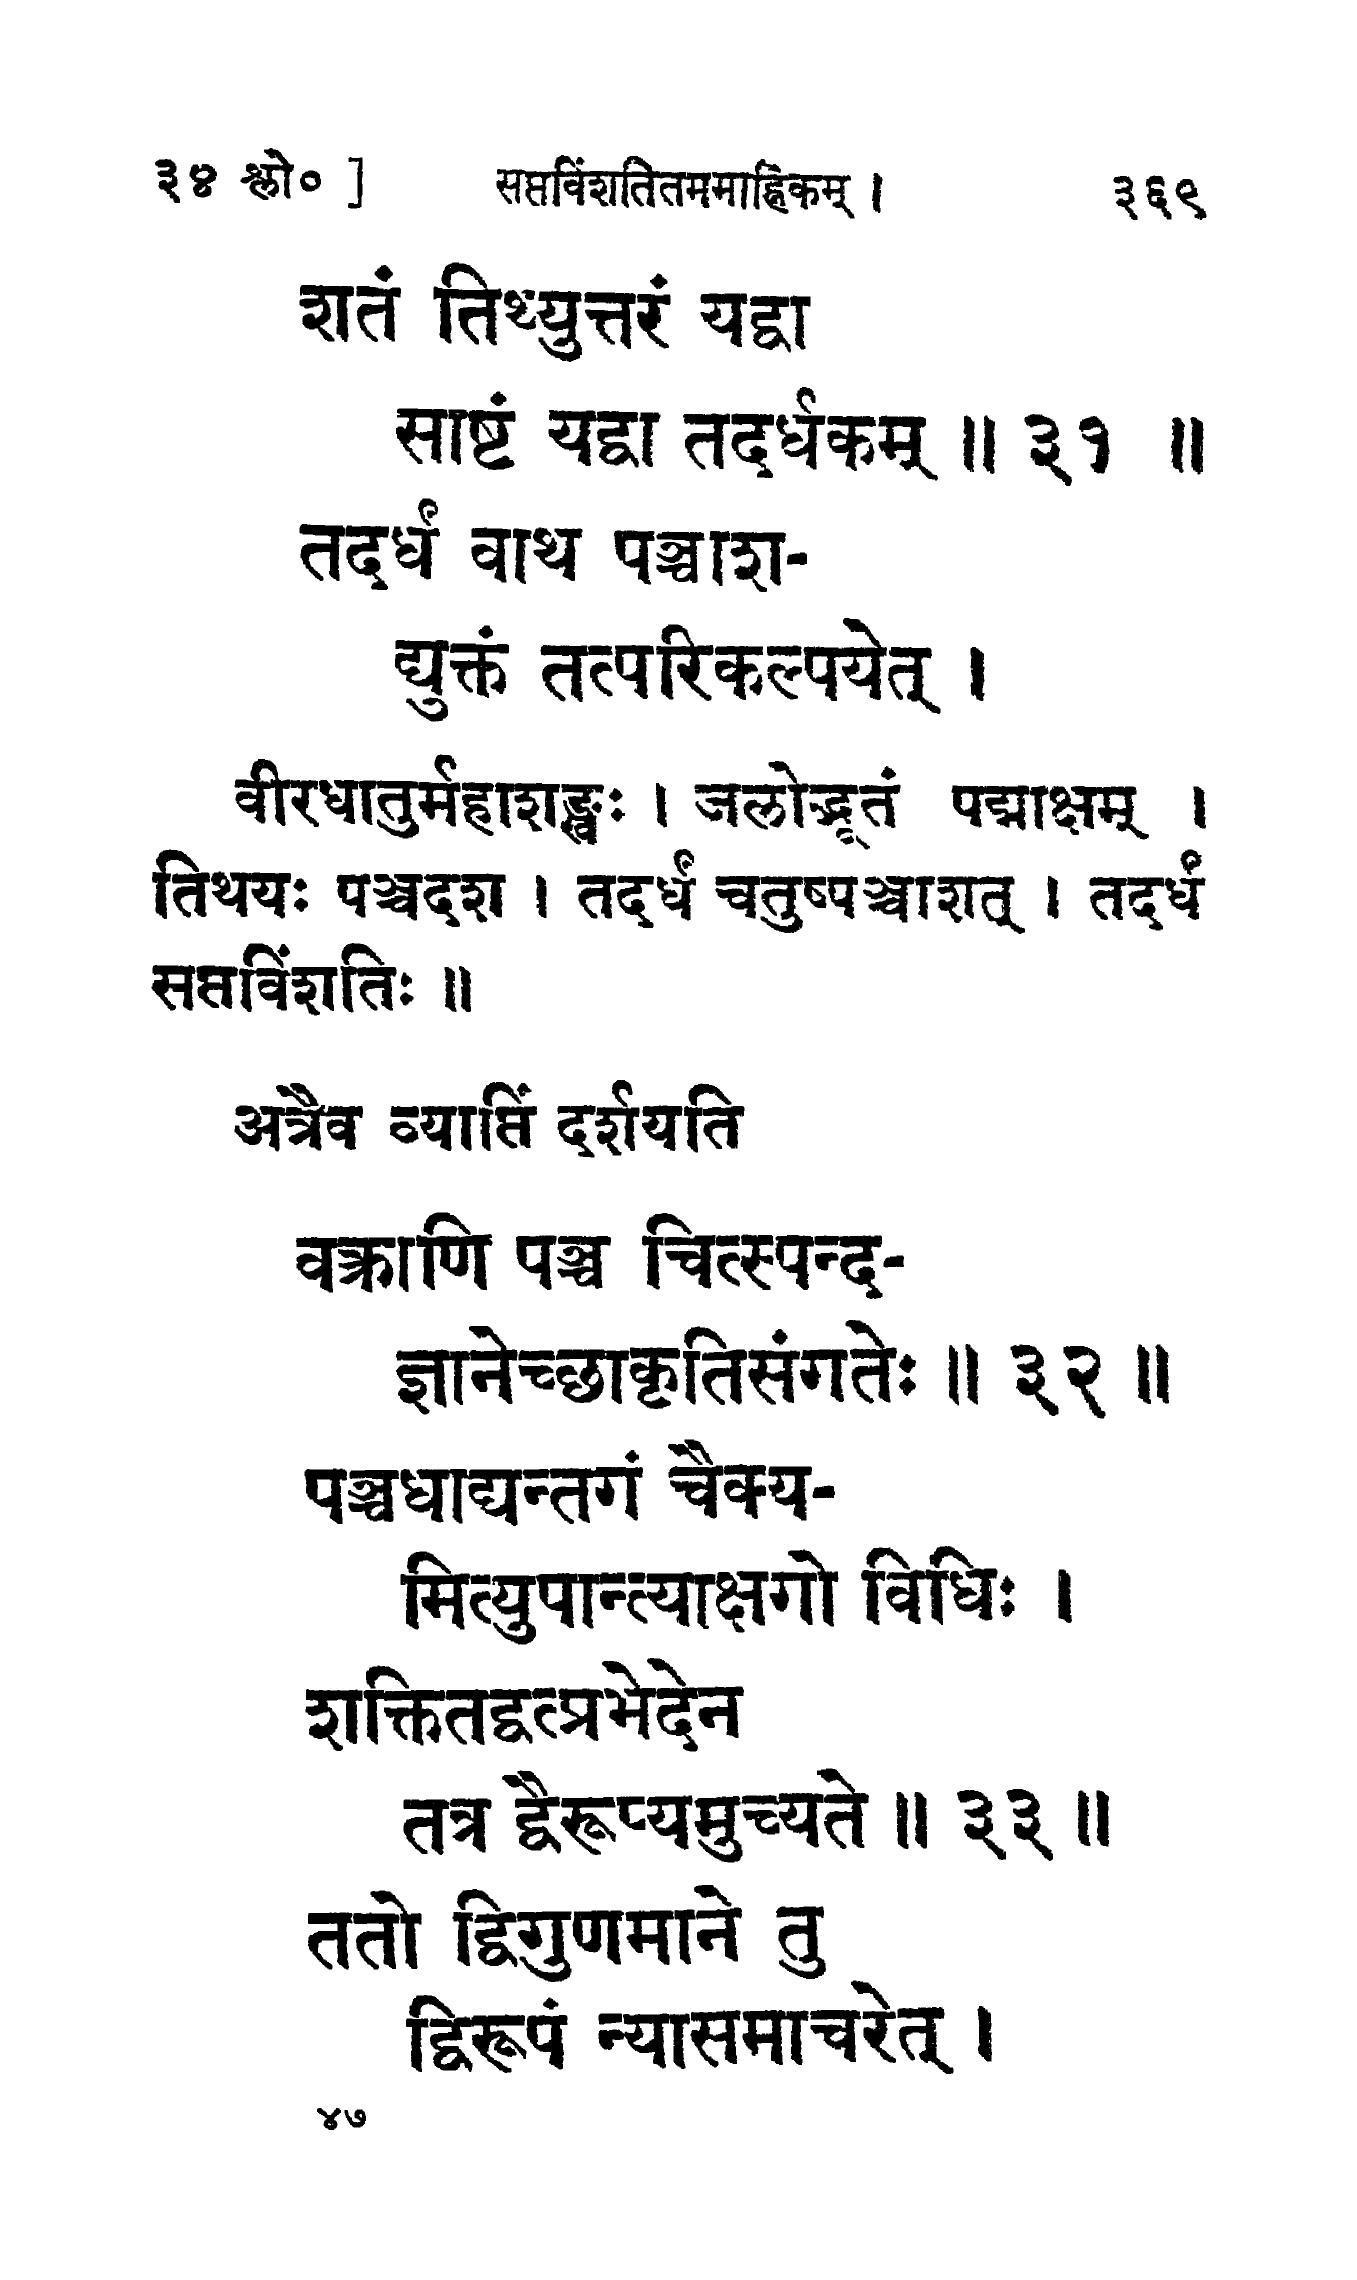 ३४ श्लो० ] सप्तविंशतितममाह्निकम् । ३६९
शतं तिथ्युत्तरं यद्वा
साष्टं यद्वा तदर्धकम् ॥ ३१ ॥
तदर्धं वाथ पञ्चाश-
द्युक्तं तत्परिकल्पयेत् ।
वीरधातुर्महाशङ्खः । जलोद्भूतं पद्माक्षम् ।
तिथयः पञ्चदश । तदर्धं चतुष्पञ्चाशत् । तदर्धं
सप्तविंशतिः ॥
अत्रैव व्याप्तिं दर्शयति
वक्राणि पञ्च चित्स्पन्द-
ज्ञानेच्छाकृतिसंगतेः ॥ ३२ ॥
पञ्चधाद्यन्तगं चैक्य-
मित्युपान्त्याक्षगो विधिः ।
शक्तितद्वत्प्रभेदेन
तत्र द्वैरूप्यमुच्यते ॥ ३३ ॥
ततो द्विगुणमाने तु
द्विरूपं न्यासमाचरेत् ।
४७